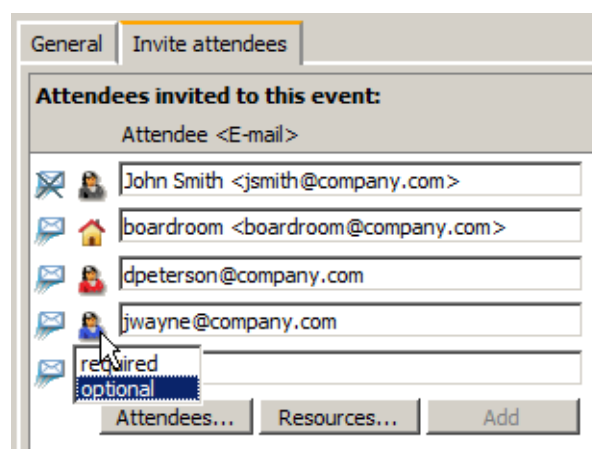 General Invite attendees
Attendees invited to this event:
Attendee <E-mail>
John Smith <jsmith@company.com>
boardroom <boardroom@company.com>
dpeterson@company.com
jwayne@company.com
required
optional
Attendees... Resources... Add